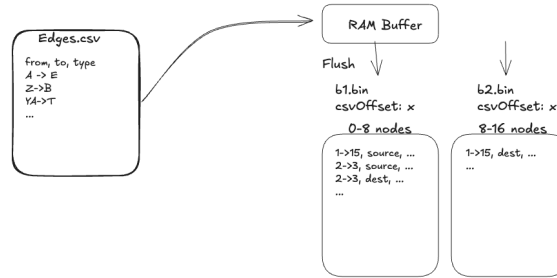 Edges.csv
from, to, type
A -> E
Z->B
YA->T
...
RAM Buffer
Flush
b1.bin
csvOffset: x
0-8 nodes
1->15, source, ...
2->3, source, ...
2->3, dest, ...
...
b2.bin
csvOffset: x
8-16 nodes
1->15, dest, ...
...